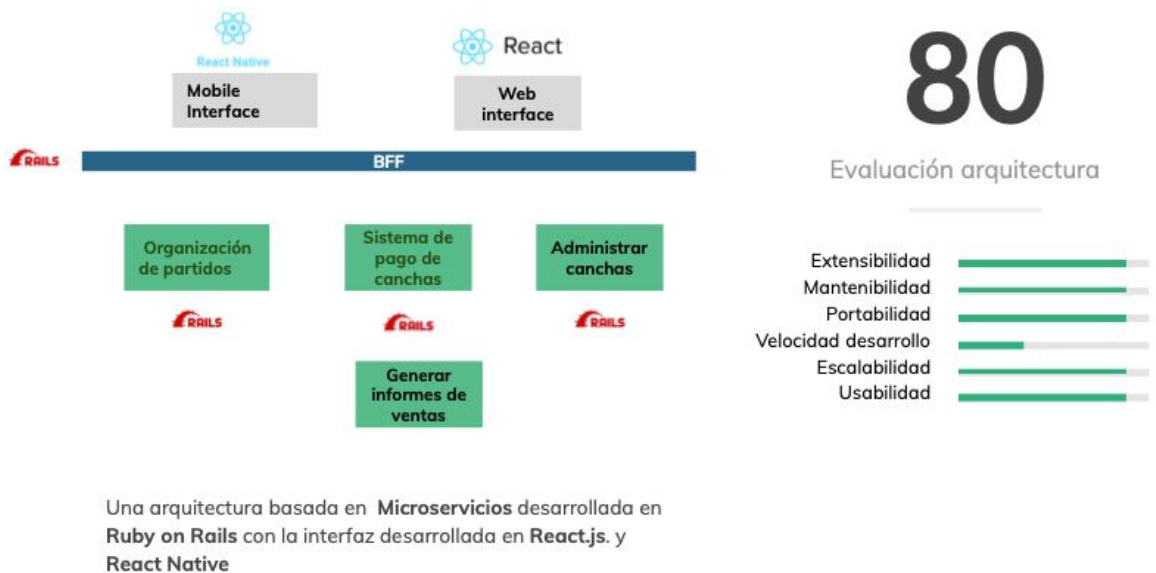 React Native
React
Mobile
Interface
Web
interface
RAILS
BFF
Organización
de partidos
Sistema de
pago de
canchas
Administrar
canchas
RAILS
RAILS
RAILS
Generar
informes de
ventas
Una arquitectura basada en Microservicios desarrollada en
Ruby on Rails con la interfaz desarrollada en React.js. y
React Native
80
Evaluación arquitectura
Extensibilidad
Mantenibilidad
Portabilidad
Velocidad desarrollo
Escalabilidad
Usabilidad